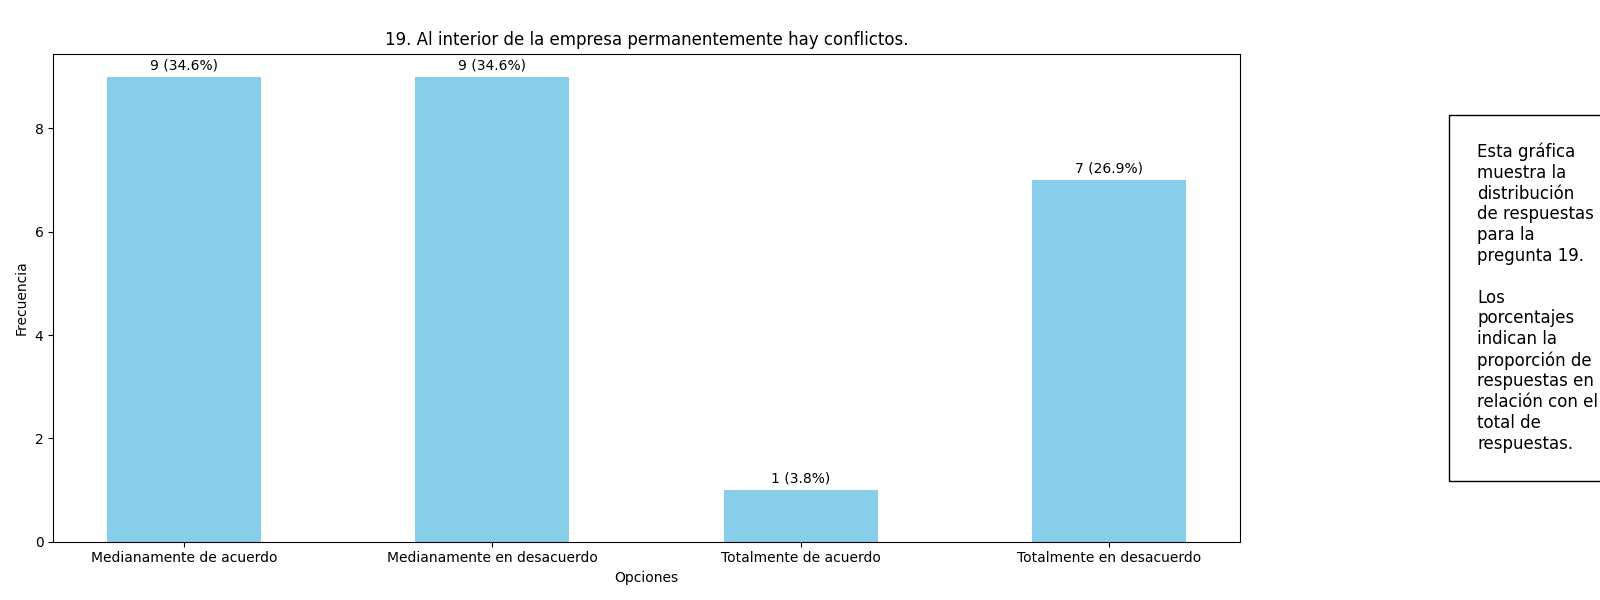 19. Al interior de la empresa permanentemente hay conflictos.
9 (34.6%)
9 (34.6%)
1 (3.8%)
7 (26.9%)
8
6
4
2
0
Frecuencia
Medianamente de acuerdo
Medianamente en desacuerdo
Totalmente de acuerdo
Totalmente en desacuerdo
Opciones
Esta gráfica
muestra la
distribución
de respuestas
para la
pregunta 19.
Los
porcentajes
indican la
proporción de
respuestas en
relación con el
total de
respuestas.